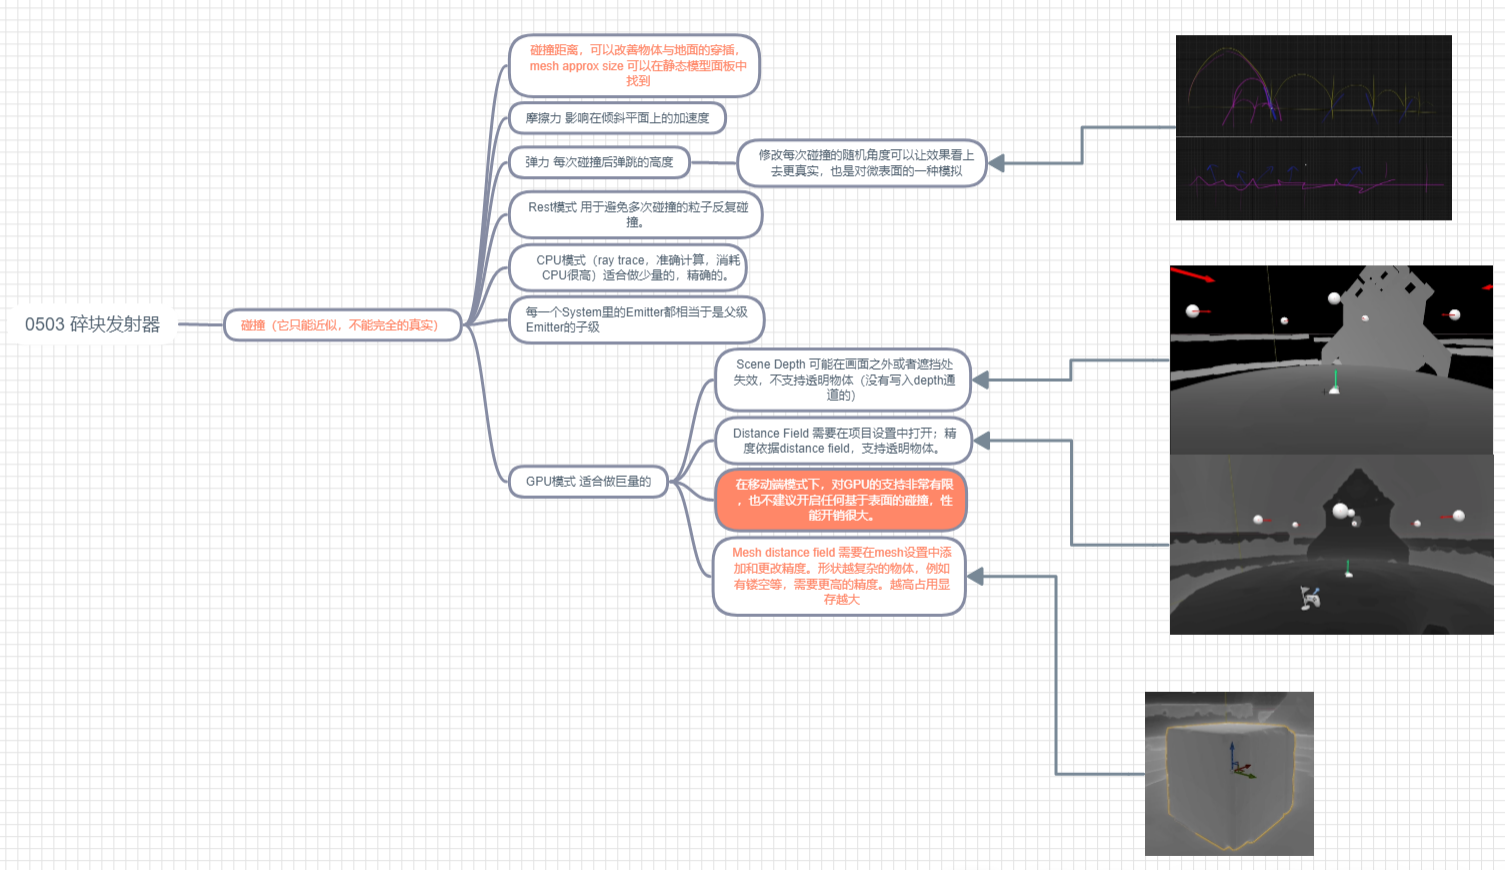 0503 碎块发射器
碰撞（它只能近似，不能完全的真实）
碰撞距离，可以改善物体与地面的穿插，
mesh approx size 可以在静态模型面板中
找到
摩擦力 影响在倾斜平面上的加速度
弹力 每次碰撞后弹跳的高度
修改每次碰撞的随机角度可以让效果看上
去更真实，也是对微表面的一种模拟
Rest模式 用于避免多次碰撞的粒子反复碰
撞。
CPU模式（ray trace，准确计算，消耗
CPU很高）适合做少量的，精确的。
每一个System里的Emitter都相当于是父级
Emitter的子级
GPU模式 适合做巨量的
Scene Depth 可能在画面之外或者遮挡处
失效，不支持透明物体（没有写入depth通
道的）
Distance Field 需要在项目设置中打开；精
度依据distance field，支持透明物体。
在移动端模式下，对GPU的支持非常有限
，也不建议开启任何基于表面的碰撞，性
能开销很大。
Mesh distance field 需要在mesh设置中添
加和更改精度。形状越复杂的物体，例如
有镂空等，需要更高的精度。越高占用显
存越大